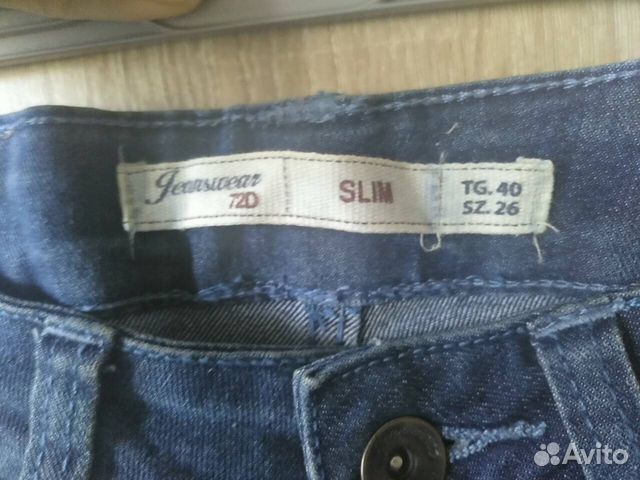 Jeanswear
72D
SLIM
TG. 40
SZ. 26
Avito